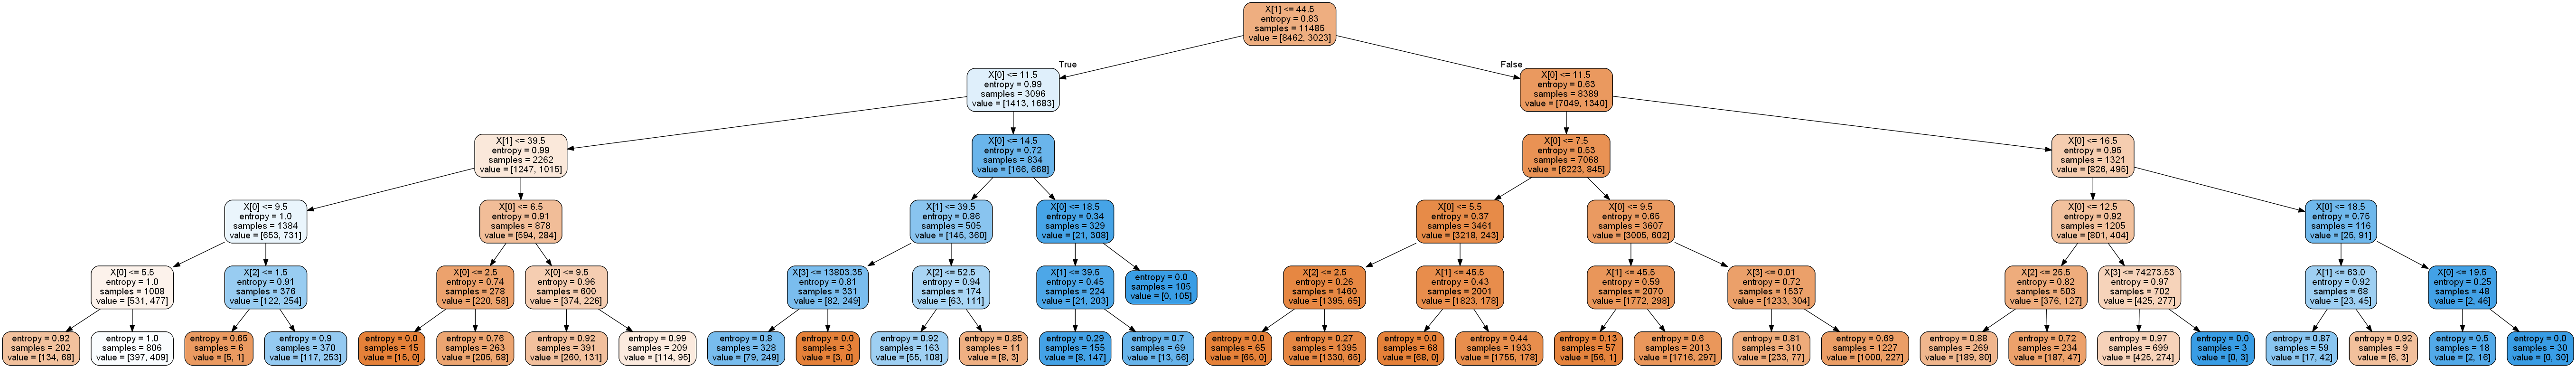 X[1] <= 44.5
entropy = 0.83
samples = 11485
value = [8462, 3023]
True
False
X[0] <= 11.5
entropy = 0.99
samples = 3096
value = [1413, 1683]
X[0] <= 11.5
entropy = 0.63
samples = 8389
value = [7049, 1340]
X[1] <= 39.5
entropy = 0.99
samples = 2262
value = [1247, 1015]
X[0] <= 14.5
entropy = 0.72
samples = 834
value = [166, 668]
X[0] <= 7.5
entropy = 0.53
samples = 7068
value = [6223, 845]
X[0] <= 16.5
entropy = 0.95
samples = 1321
value = [826, 495]
X[0] <= 9.5
entropy = 1.0
samples = 1384
value = [653, 731]
X[0] <= 6.5
entropy = 0.91
samples = 878
value = [594, 284]
X[1] <= 39.5
entropy = 0.86
samples = 505
value = [145, 360]
X[0] <= 18.5
entropy = 0.34
samples = 329
value = [21, 308]
X[0] <= 5.5
entropy = 0.37
samples = 3461
value = [3218, 243]
X[0] <= 9.5
entropy = 0.65
samples = 3607
value = [3005, 602]
X[0] <= 12.5
entropy = 0.92
samples = 1205
value = [801, 404]
X[0] <= 18.5
entropy = 0.75
samples = 116
value = [25, 91]
X[0] <= 5.5
entropy = 1.0
samples = 1008
value = [531, 477]
X[2] <= 1.5
entropy = 0.91
samples = 376
value = [122, 254]
X[0] <= 2.5
entropy = 0.74
samples = 278
value = [220, 58]
X[0] <= 9.5
entropy = 0.96
samples = 600
value = [374, 226]
X[3] <= 13803.35
entropy = 0.81
samples = 331
value = [82, 249]
X[2] <= 52.5
entropy = 0.94
samples = 174
value = [63, 111]
X[1] <= 39.5
entropy = 0.45
samples = 224
value = [21, 203]
entropy = 0.0
samples = 105
value = [0, 105]
X[2] <= 2.5
entropy = 0.26
samples = 1460
value = [1395, 65]
X[1] <= 45.5
entropy = 0.43
samples = 2001
value = [1823, 178]
X[1] <= 45.5
entropy = 0.59
samples = 2070
value = [1772, 298]
X[3] <= 0.01
entropy = 0.72
samples = 1537
value = [1233, 304]
X[2] <= 25.5
entropy = 0.82
samples = 503
value = [376, 127]
X[3] <= 74273.53
entropy = 0.97
samples = 702
value = [425, 277]
X[1] <= 63.0
entropy = 0.92
samples = 68
value = [23, 45]
X[0] <= 19.5
entropy = 0.25
samples = 48
value = [2, 46]
entropy = 0.92
samples = 202
value = [134, 68]
entropy = 1.0
samples = 806
value = [397, 409]
entropy = 0.65
samples = 6
value = [5, 1]
entropy = 0.9
samples = 370
value = [117, 253]
entropy = 0.0
samples = 15
value = [15, 0]
entropy = 0.76
samples = 263
value = [205, 58]
entropy = 0.92
samples = 391
value = [260, 131]
entropy = 0.99
samples = 209
value = [114, 95]
entropy = 0.8
samples = 328
value = [79, 249]
entropy = 0.0
samples = 3
value = [3, 0]
entropy = 0.92
samples = 163
value = [55, 108]
entropy = 0.85
samples = 11
value = [8, 3]
entropy = 0.29
samples = 155
value = [8, 147]
entropy = 0.7
samples = 69
value = [13, 56]
entropy = 0.0
samples = 65
value = [65, 0]
entropy = 0.27
samples = 1395
value = [1330, 65]
entropy = 0.0
samples = 68
value = [68, 0]
entropy = 0.44
samples = 1933
value = [1755, 178]
entropy = 0.13
samples = 57
value = [56, 1]
entropy = 0.6
samples = 2013
value = [1716, 297]
entropy = 0.81
samples = 310
value = [233, 77]
entropy = 0.69
samples = 1227
value = [1000, 227]
entropy = 0.88
samples = 269
value = [189, 80]
entropy = 0.72
samples = 234
value = [187, 47]
entropy = 0.97
samples = 699
value = [425, 274]
entropy = 0.0
samples = 3
value = [0, 3]
entropy = 0.87
samples = 59
value = [17, 42]
entropy = 0.92
samples = 9
value = [6, 3]
entropy = 0.5
samples = 18
value = [2, 16]
entropy = 0.0
samples = 30
value = [0, 30]